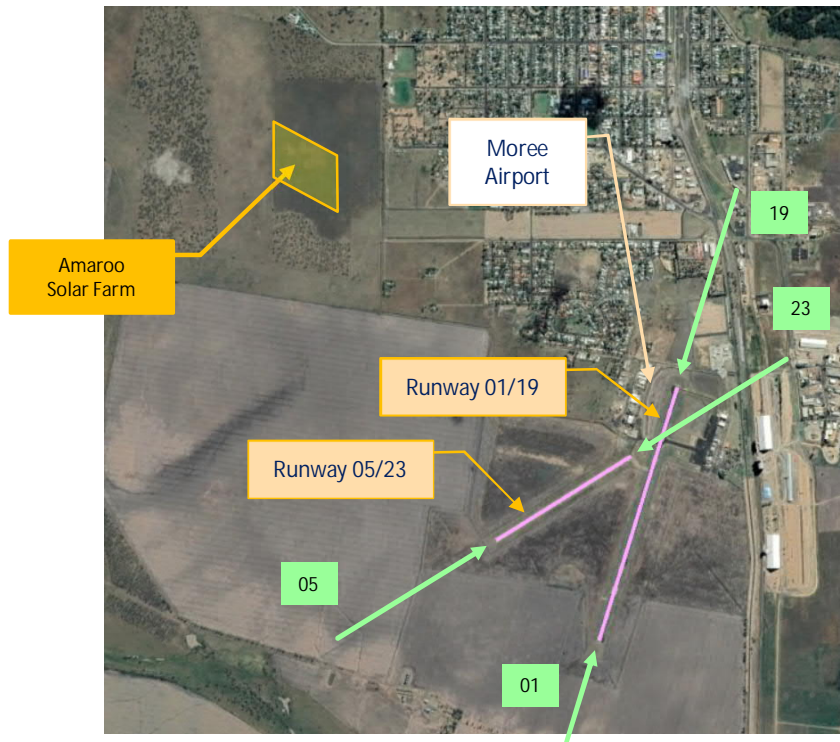 Moree
Airport
19
Amaroo
Solar Farm
23
Runway 01/19
Runway 05/23
05
01